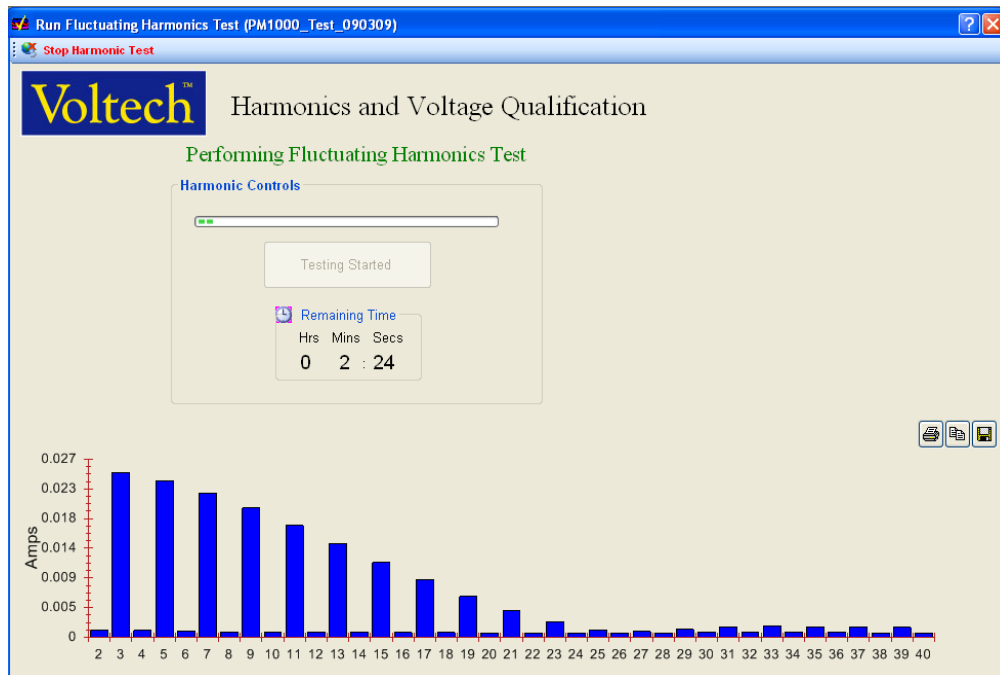 Run Fluctuating Harmonics Test (PM1000_Test_090309)
Stop Harmonic Test
Voltech™
Harmonics and Voltage Qualification
Performing Fluctuating Harmonics Test
Harmonic Controls
Testing Started
Remaining Time
Hrs Mins Secs
0 2 : 24
0.027
0.023
0.018
0.014
0.009
0.005
0
Amps
2 3 4 5 6 7 8 9 10 11 12 13 14 15 16 17 18 19 20 21 22 23 24 25 26 27 28 29 30 31 32 33 34 35 36 37 38 39 40